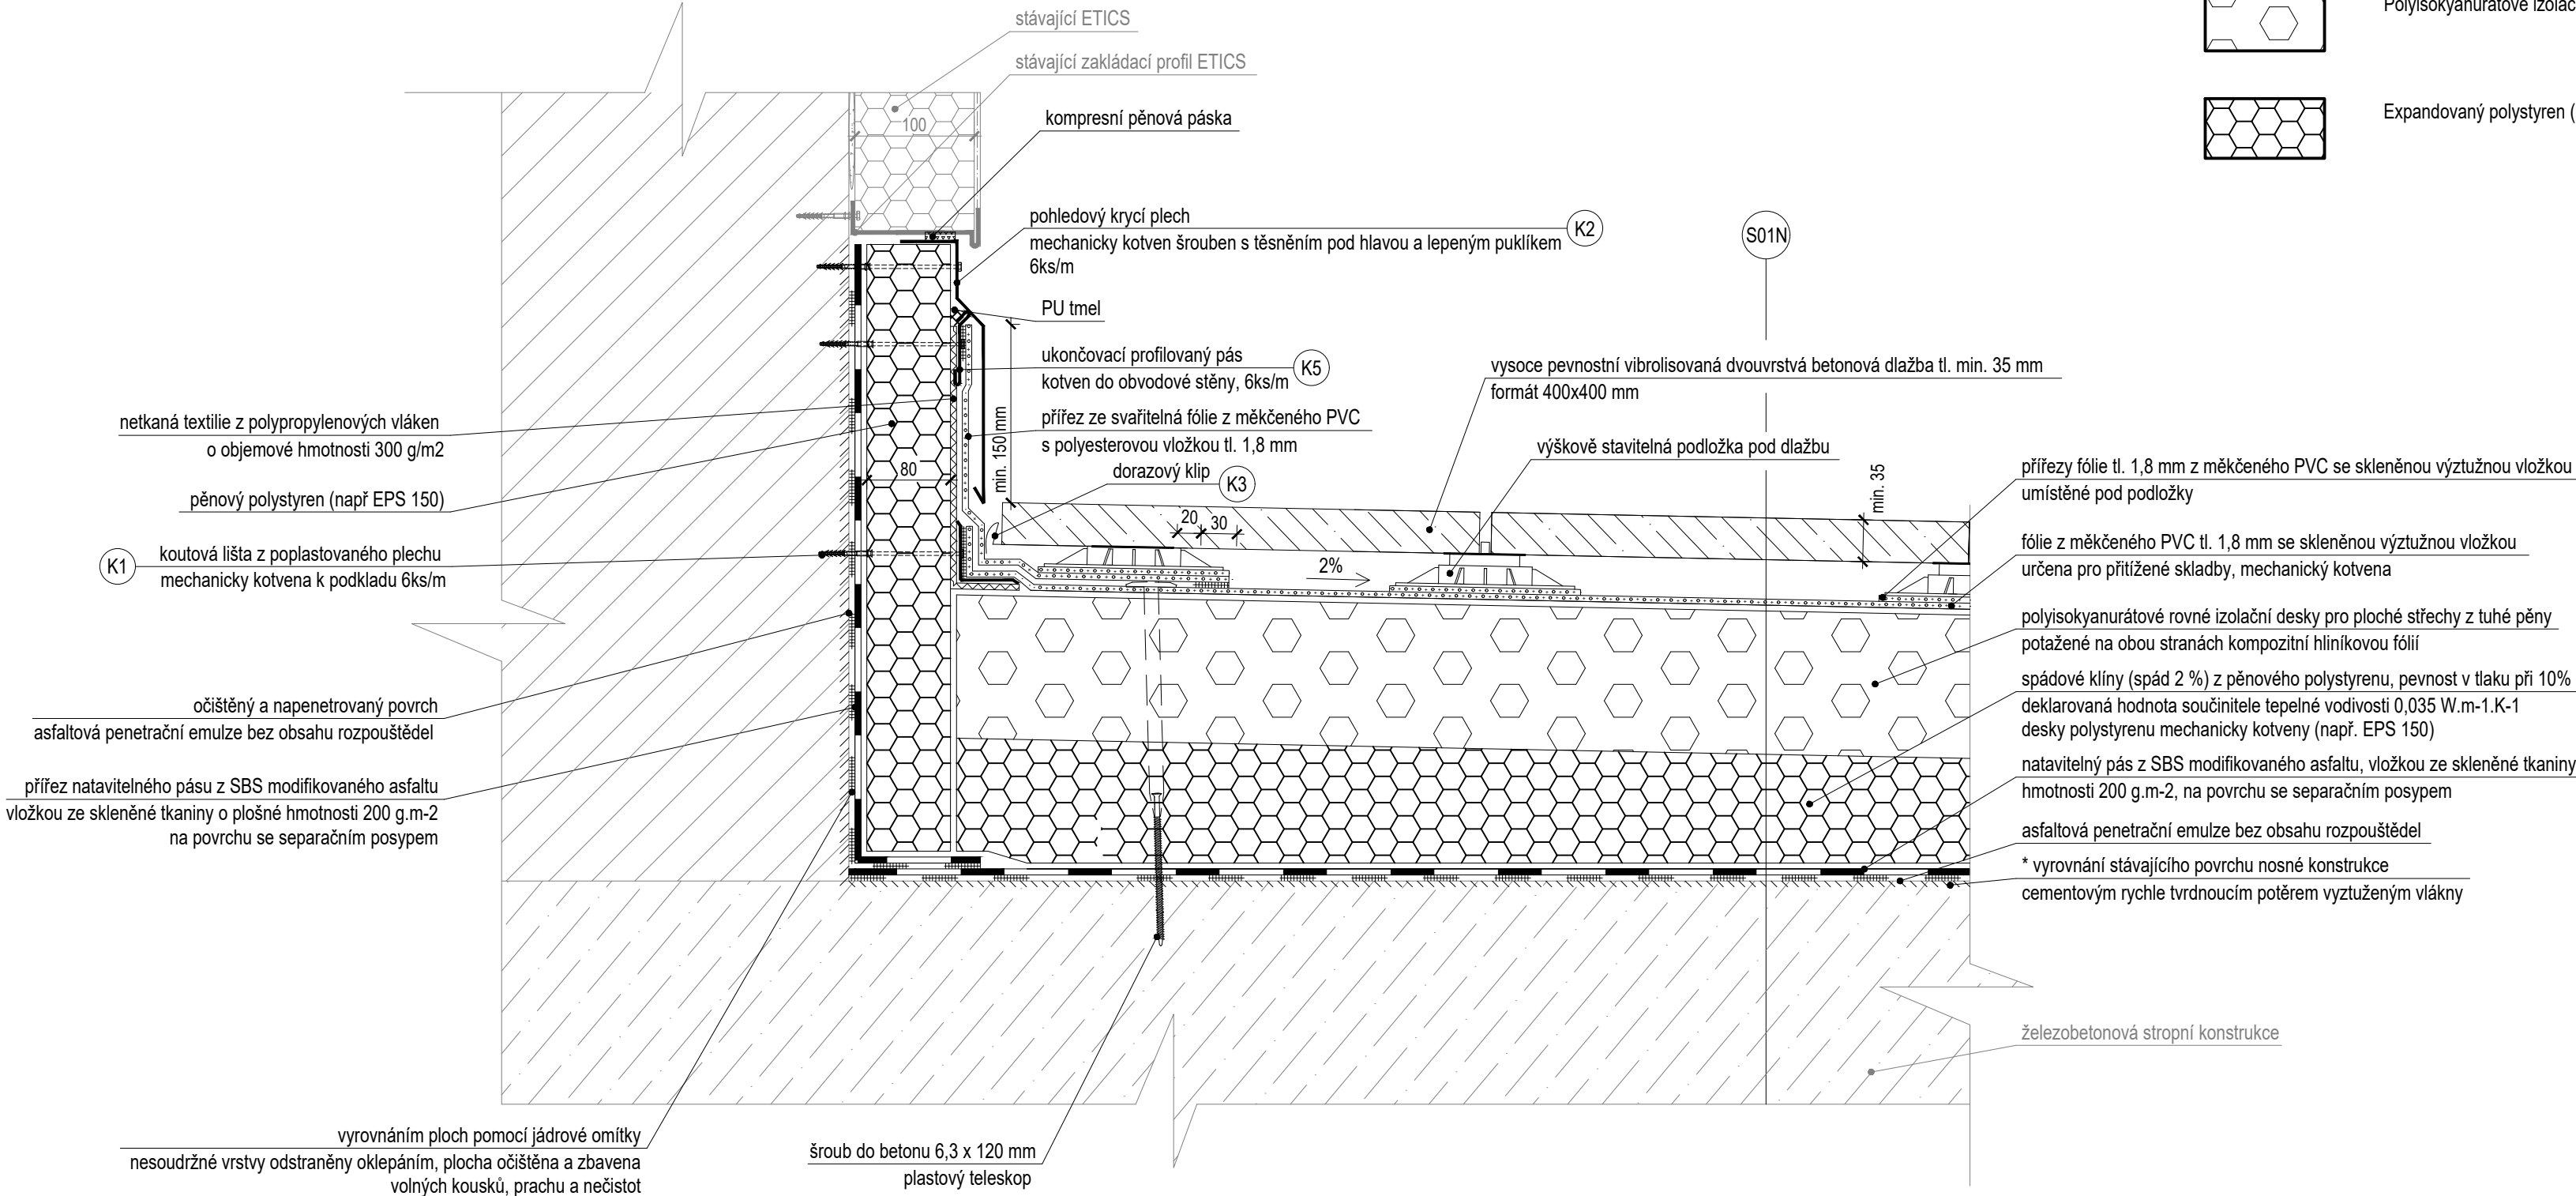 stávající ETICS
stávající zakládací profil ETICS
100
kompresní pěnová páska
pohledový krycí plech
mechanicky kotven šrouben s těsněním pod hlavou a lepeným puklíkem
6ks/m
K2
PU tmel
ukončovací profilovaný pás
kotven do obvodové stěny, 6ks/m
K5
přířez ze svařitelná fólie z měkčeného PVC
s polyesterovou vložkou tl. 1,8 mm
dorazový klip
K3
min. 150 mm
80
20
30
2%
S01N
vysoce pevnostní vibrolisovaná dvouvrstvá betonová dlažba tl. min. 35 mm
formát 400x400 mm
výškově stavitelná podložka pod dlažbu
min. 35
Polyisokyanurátové izolač
Expandovaný polystyren (
netkaná textilie z polypropylenových vláken
o objemové hmotnosti 300 g/m2
pěnový polystyren (např EPS 150)
K1
koutová lišta z poplastovaného plechu
mechanicky kotvena k podkladu 6ks/m
očištěný a napenetrovaný povrch
asfaltová penetrační emulze bez obsahu rozpouštědel
přířez natavitelného pásu z SBS modifikovaného asfaltu
vložkou ze skleněné tkaniny o plošné hmotnosti 200 g.m-2
na povrchu se separačním posypem
vyrovnáním ploch pomocí jádrové omítky
nesoudržné vrstvy odstraněny oklepáním, plocha očištěna a zbavena
volných kousků, prachu a nečistot
šroub do betonu 6,3 x 120 mm
plastový teleskop
přířezy fólie tl. 1,8 mm z měkčeného PVC se skleněnou výztužnou vložkou
umístěné pod podložky
fólie z měkčeného PVC tl. 1,8 mm se skleněnou výztužnou vložkou
určena pro přitížené skladby, mechanický kotvena
polyisokyanurátové rovné izolační desky pro ploché střechy z tuhé pěny
potažené na obou stranách kompozitní hliníkovou fólií
spádové klíny (spád 2 %) z pěnového polystyrenu, pevnost v tlaku při 10%
deklarovaná hodnota součinitele tepelné vodivosti 0,035 W.m-1.K-1
desky polystyrenu mechanicky kotveny (např. EPS 150)
natavitelný pás z SBS modifikovaného asfaltu, vložkou ze skleněné tkaniny
hmotnosti 200 g.m-2, na povrchu se separačním posypem
asfaltová penetrační emulze bez obsahu rozpouštědel
* vyrovnání stávajícího povrchu nosné konstrukce
cementovým rychle tvrdnoucím potěrem vyztuženým vlákny
železobetonová stropní konstrukce